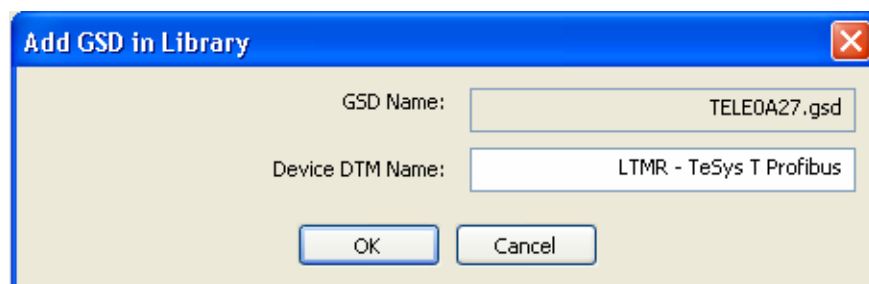 Add GSD in Library
GSD Name: TELE0A27.gsd
Device DTM Name: LTMR - TeSys T Profibus
OK Cancel